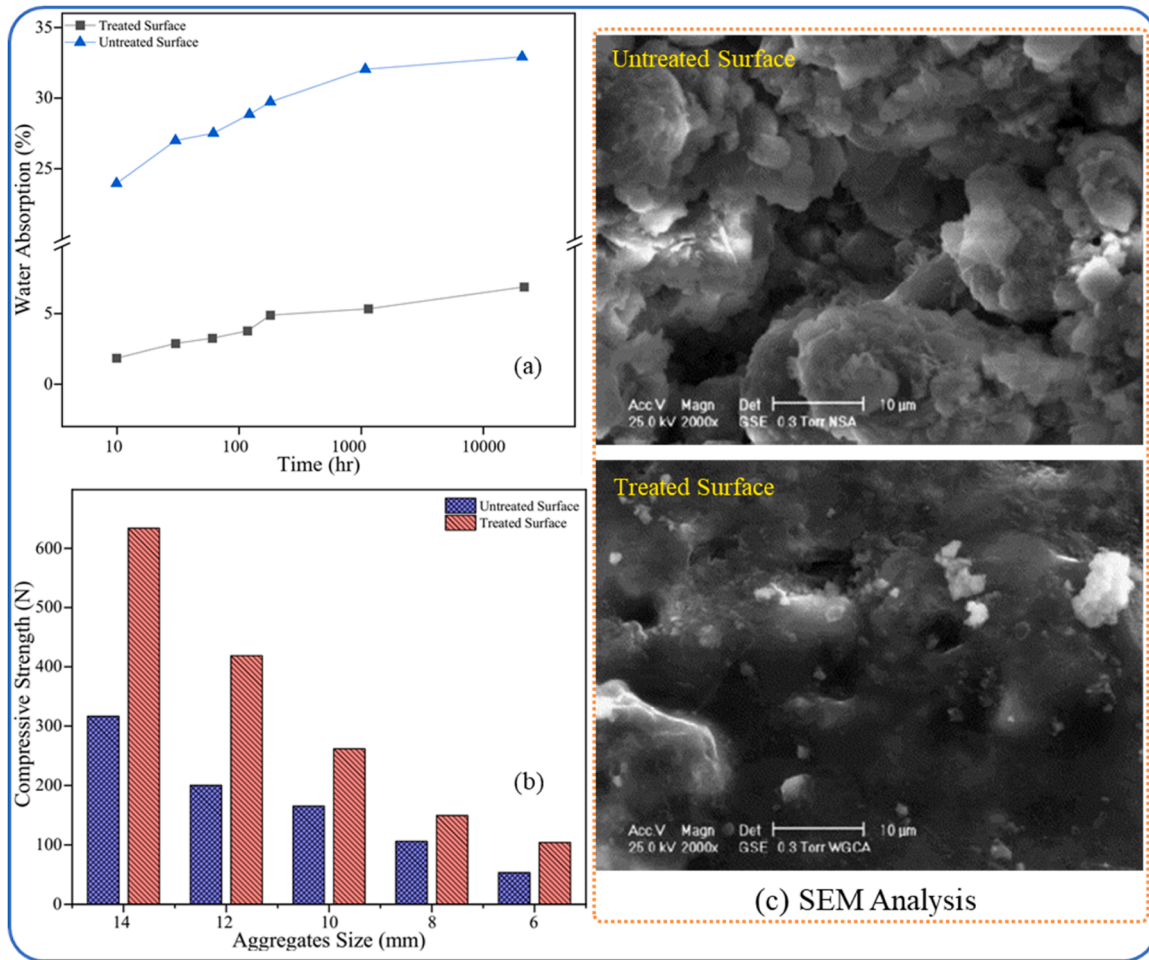 Treated Surface
Untreated Surface
35
30
25
5
0
Water Absorption (%)
(a)
10 100 1000 10000
Time (hr)
Untreated Surface
Treated Surface
600
500
400
300
200
100
0
Compressive Strength (N)
(b)
14 12 10 8 6
Aggregates Size (mm)
Untreated Surface
Acc.V Magn Det 10 µm
25.0 kV 2000x GSE 0.3 Torr NSA
Treated Surface
Acc.V Magn Det 10 µm
25.0 kV 2000x GSE 0.3 Torr WGCA
(c) SEM Analysis